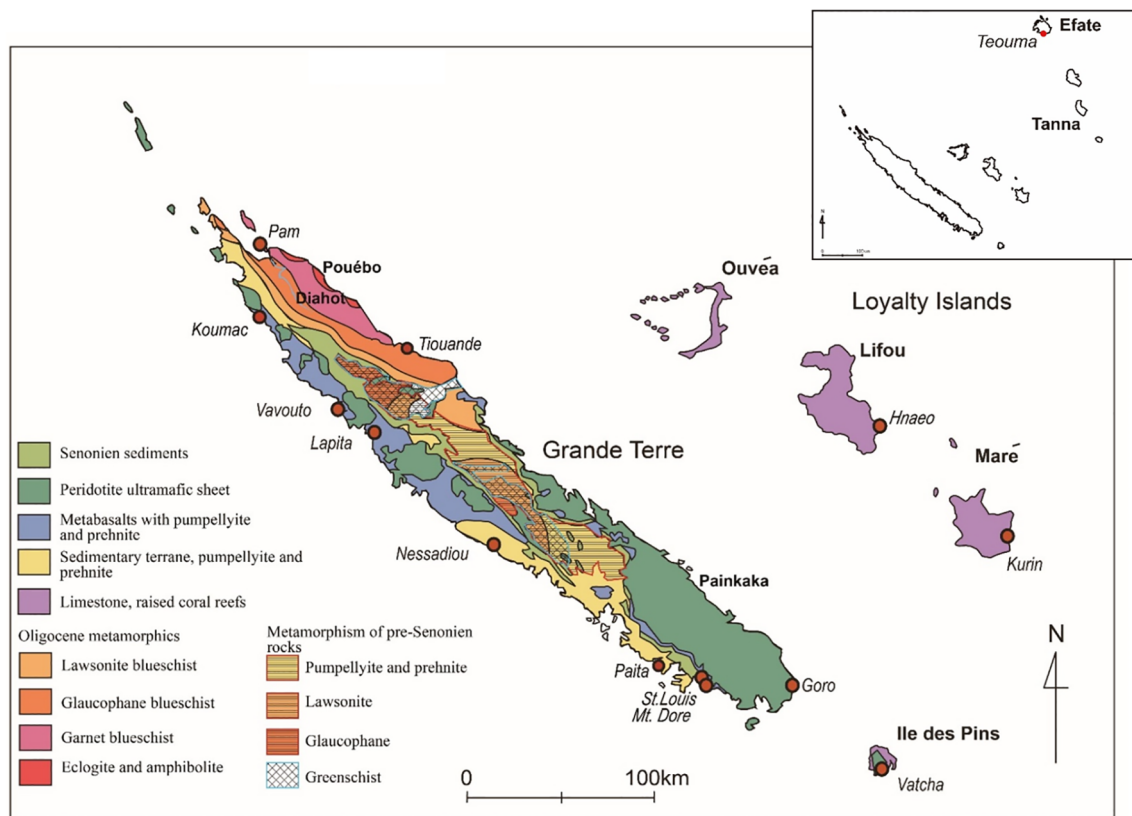 Efate
Teouma
Tanna
N
0 100km
Pam
Pouébo
Diahot
Koumac
Tiouande
Ouvéa
Loyalty Islands
Lifou
Hnaeo
Vavouto
Lapita
Grande Terre
Maré
Kurin
Nessadiou
Painkaka
Paita
St.Louis
Mt. Dore
Goro
N
Ile des Pins
Vatcha
Senonien sediments
Peridotite ultramafic sheet
Metabasalts with pumpellyite
and prehnite
Sedimentary terrane, pumpellyite and
prehnite
Limestone, raised coral reefs
Oligocene metamorphics
Lawsonite blueschist
Glaucophane blueschist
Garnet blueschist
Eclogite and amphibolite
Metamorphism of pre-Senonien
rocks
Pumpellyite and prehnite
Lawsonite
Glaucophane
Greenschist
0 100km